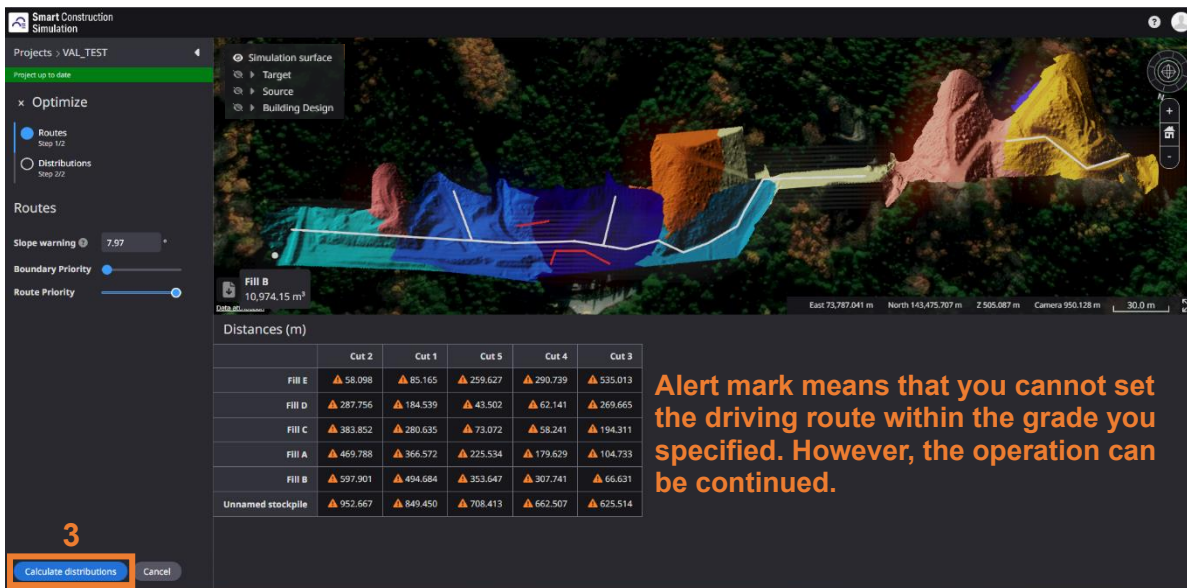 Smart Construction
Simulation
Projects > VAL_TEST
Project up to date
× Optimize
Routes
Step 1/2
Distributions
Step 2/2
Routes
Slope warning 7.97 °
Boundary Priority
Route Priority
3
Calculate distributions Cancel
Simulation surface
Target
Source
Building Design
N
+
-
Fill B
10,974.15 m³
East 73,787.041 m North 143,475.707 m Z 505.087 m Camera 950.128 m 30.0 m
Distances (m)
Cut 2 Cut 1 Cut 5 Cut 4 Cut 3
Fill E 58.098 85.165 259.627 290.739 535.013
Fill D 287.756 184.539 43.502 62.141 269.665
Fill C 383.852 280.635 73.072 58.241 194.311
Fill A 469.788 366.572 225.534 179.629 104.733
Fill B 597.901 494.684 353.647 307.741 66.631
Unnamed stockpile 952.667 849.450 708.413 662.507 625.514
Alert mark means that you cannot set
the driving route within the grade you
specified. However, the operation can
be continued.